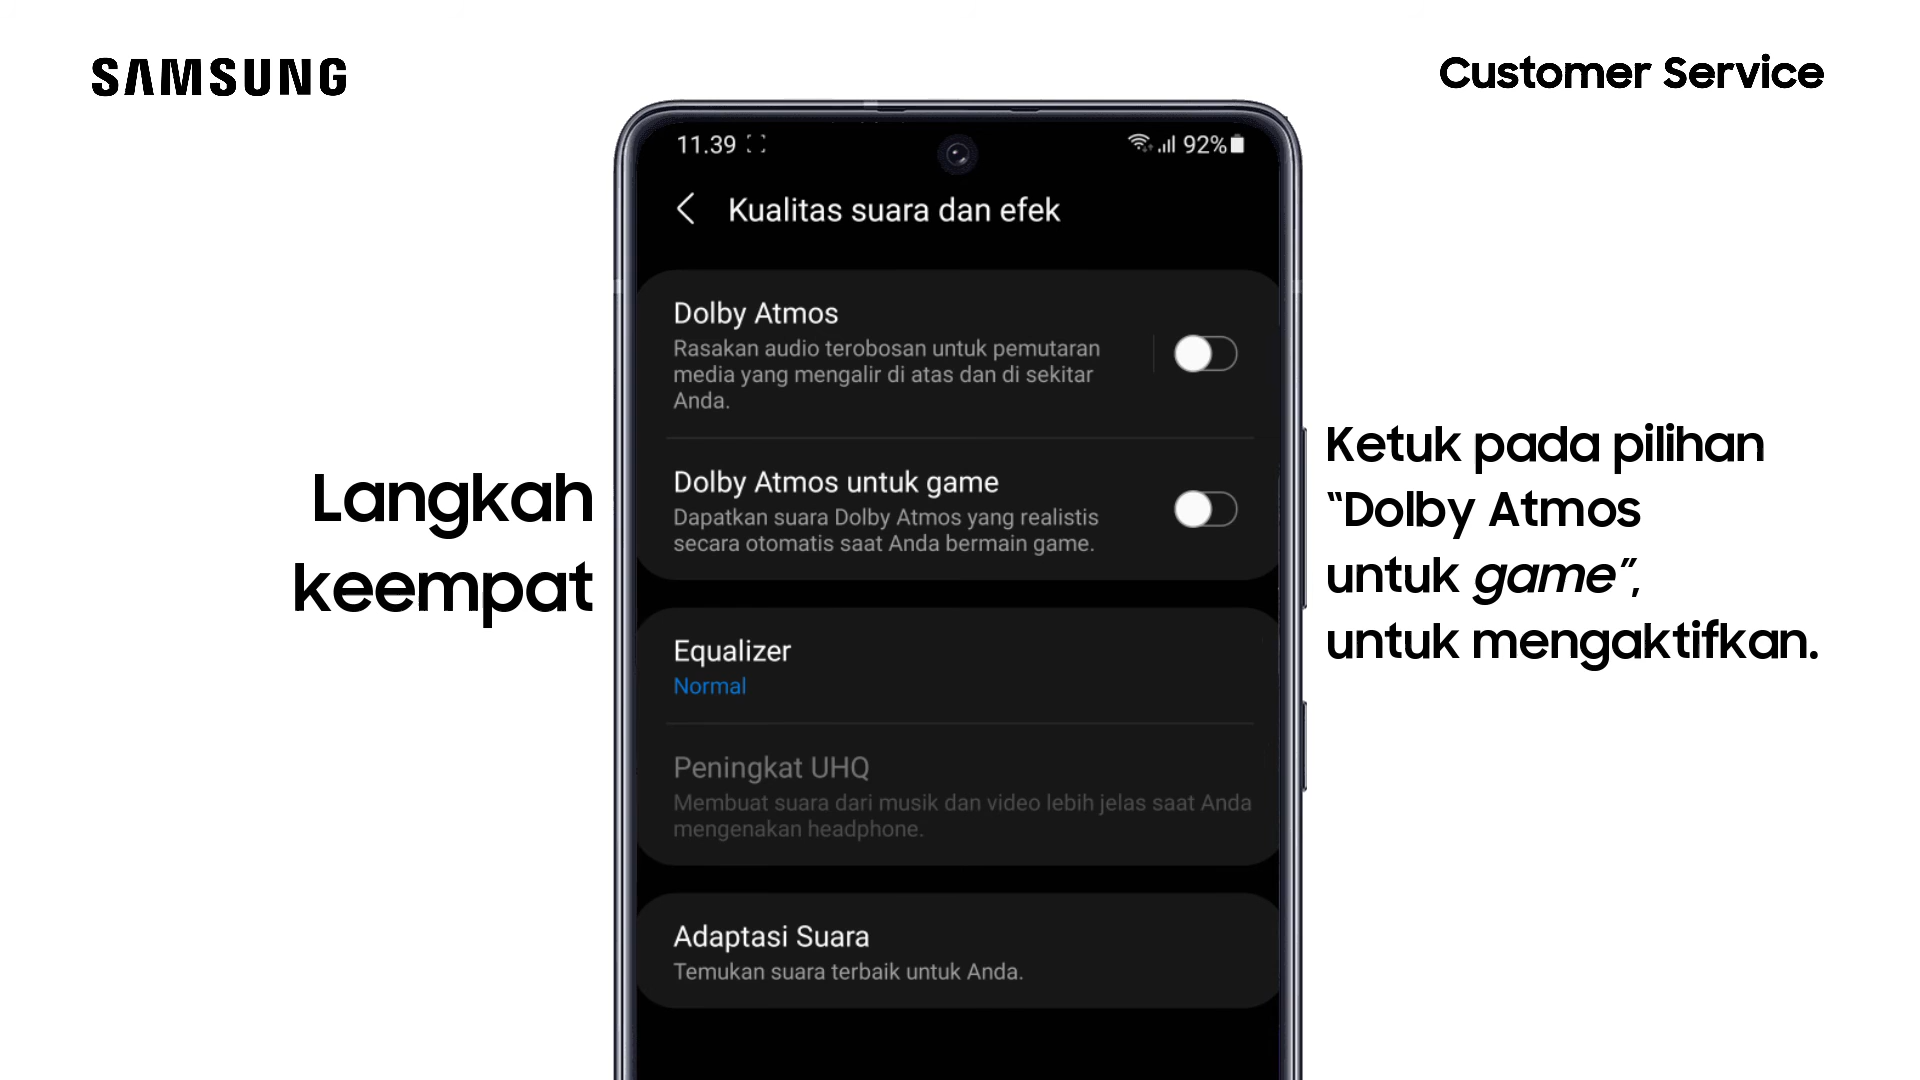 SAMSUNG
Customer Service
11.39
92%
Kualitas suara dan efek
Dolby Atmos
Rasakan audio terobosan untuk pemutaran
media yang mengalir di atas dan di sekitar
Anda.
Dolby Atmos untuk game
Dapatkan suara Dolby Atmos yang realistis
secara otomatis saat Anda bermain game.
Equalizer
Normal
Peningkat UHQ
Membuat suara dari musik dan video lebih jelas saat Anda
mengenakan headphone.
Adaptasi Suara
Temukan suara terbaik untuk Anda.
Langkah
keempat
Ketuk pada pilihan
“Dolby Atmos
untuk game”,
untuk mengaktifkan.